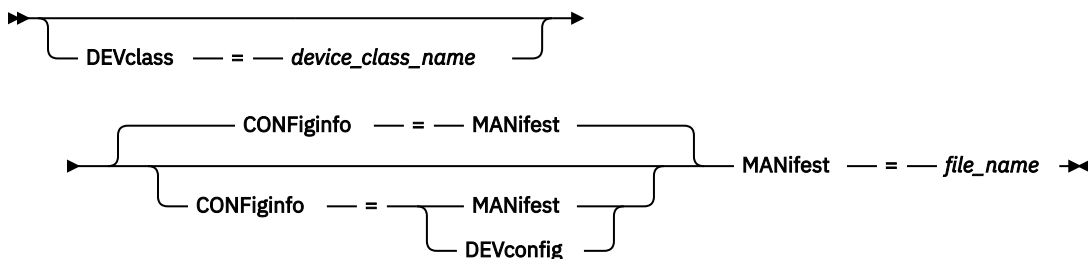 DEVclass = device_class_name
CONFiginfo = MANifest
MANifest = file_name
CONFiginfo = MANifest
DEVconfig